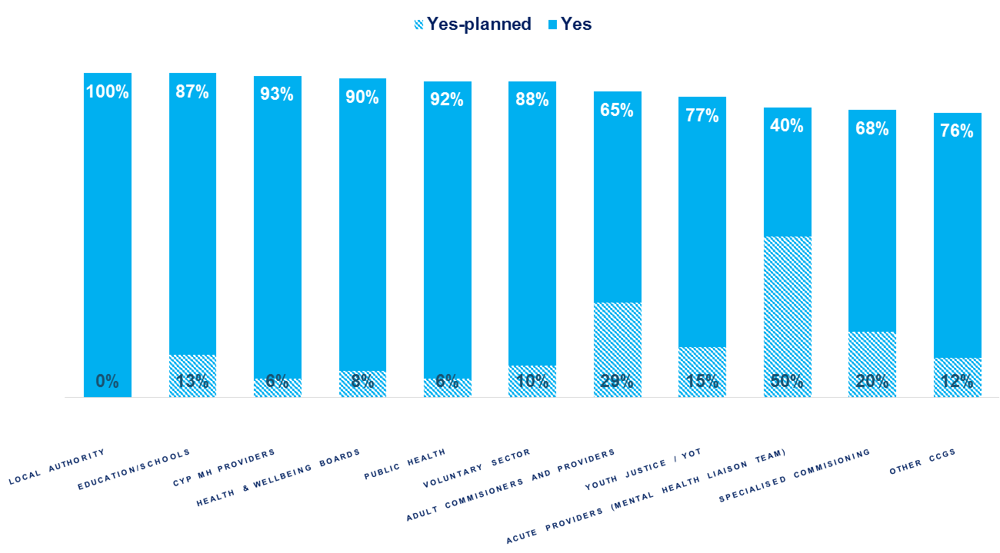 Yes-planned Yes
100% 87% 93% 90% 92% 88% 65% 77% 40% 68% 76%
0% 13% 6% 8% 6% 10% 29% 15% 50% 20% 12%
LOCAL AUTHORITY
EDUCATION/SCHOOLS
CYP MH PROVIDERS
HEALTH & WELLBEING BOARDS
PUBLIC HEALTH
VOLUNTARY SECTOR
ADULT COMMISIONERS AND PROVIDERS
YOUTH JUSTICE / YOT
ACUTE PROVIDERS (MENTAL HEALTH LIAISON TEAM)
SPECIALISED COMMISIONING
OTHER CCGS